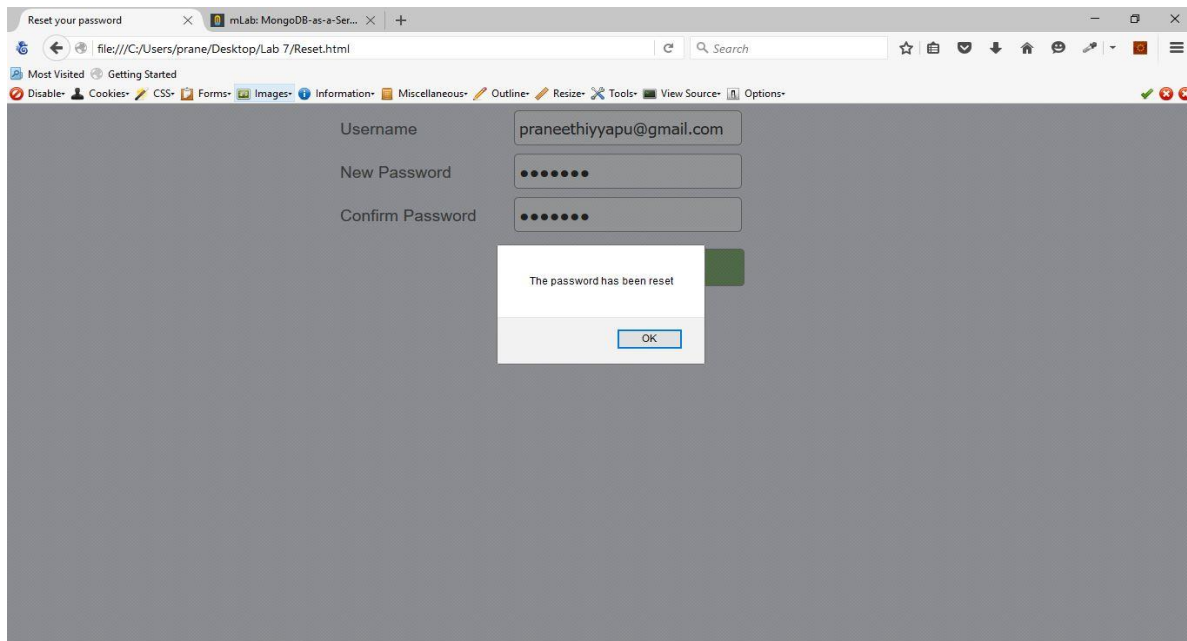 Reset your password
mLab: MongoDB-as-a-Ser...
file:///C:/Users/prane/Desktop/Lab 7/Reset.html
Search
Most Visited Getting Started
Disable Cookies CSS Forms Images Information Miscellaneous Outline Resize Tools View Source Options
Username praneethiyyapu@gmail.com
New Password ●●●●●●●
Confirm Password ●●●●●●●
The password has been reset
OK